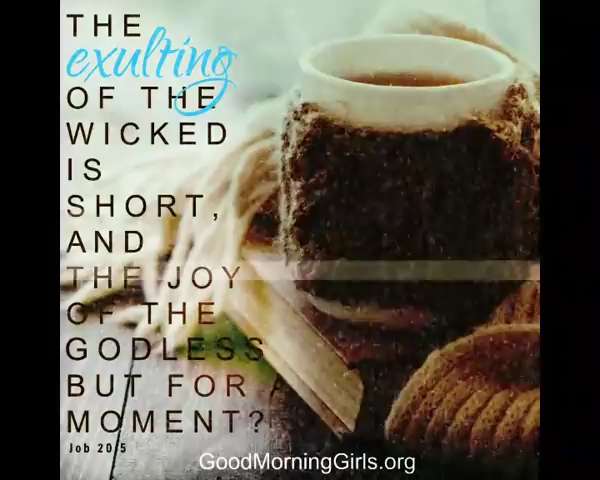 THE
exulting
OF THE
WICKED
IS
SHORT,
AND
THE JOY
OF THE
GODLESS
BUT FOR A
MOMENT?
Job 20:5
GoodMorningGirls.org